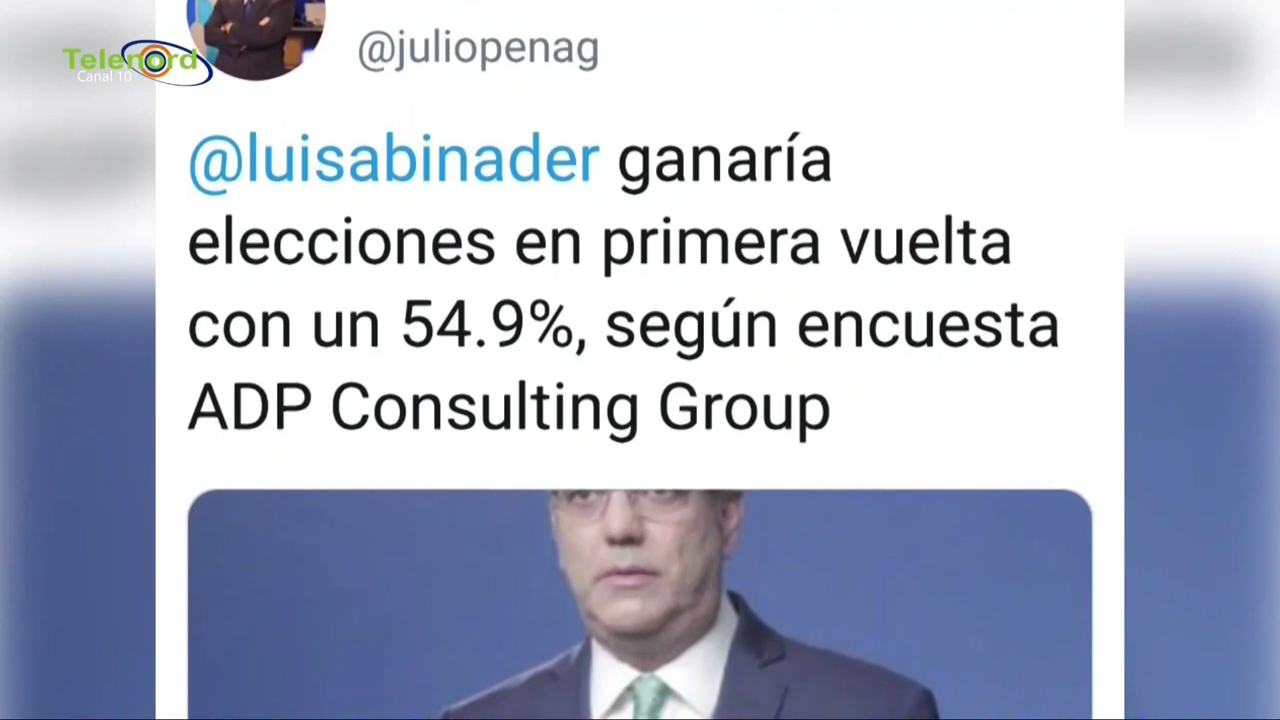 Telenord
Canal 10
@juliopenag
@luisabinader ganaría
elecciones en primera vuelta
con un 54.9%, según encuesta
ADP Consulting Group